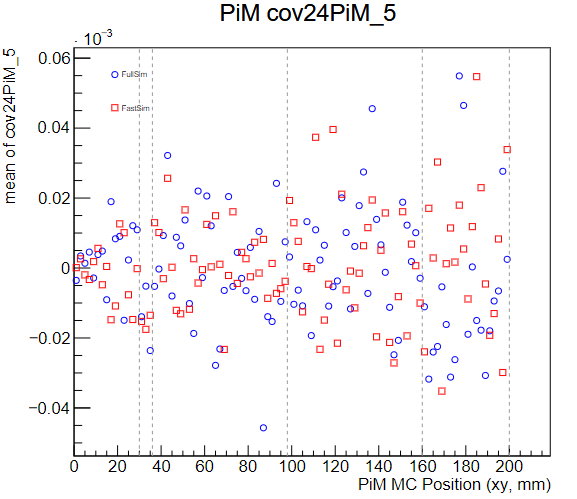 PiM cov24PiM_5
×10⁻³
mean of cov24PiM_5
0.06
0.04
0.02
0
−0.02
−0.04
FullSim
FastSim
0 20 40 60 80 100 120 140 160 180 200
PiM MC Position (xy, mm)